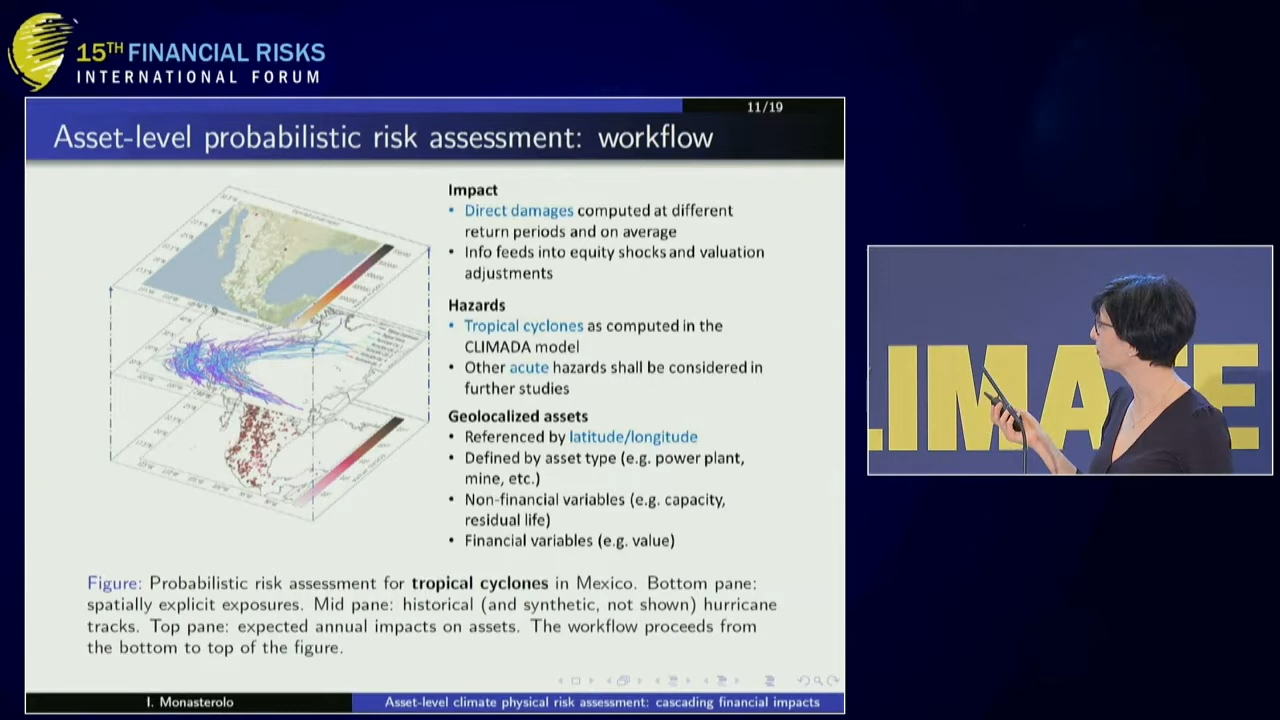 15TH FINANCIAL RISKS
INTERNATIONAL FORUM
11/19
Asset-level probabilistic risk assessment: workflow
Impact
• Direct damages computed at different
return periods and on average
• Info feeds into equity shocks and valuation
adjustments
Hazards
• Tropical cyclones as computed in the
CLIMADA model
• Other acute hazards shall be considered in
further studies
Geolocalized assets
• Referenced by latitude/longitude
• Defined by asset type (e.g. power plant,
mine, etc.)
• Non-financial variables (e.g. capacity,
residual life)
• Financial variables (e.g. value)
Figure: Probabilistic risk assessment for tropical cyclones in Mexico. Bottom pane:
spatially explicit exposures. Mid pane: historical (and synthetic, not shown) hurricane
tracks. Top pane: expected annual impacts on assets. The workflow proceeds from
the bottom to top of the figure.
I. Monasterolo
Asset-level climate physical risk assessment: cascading financial impacts